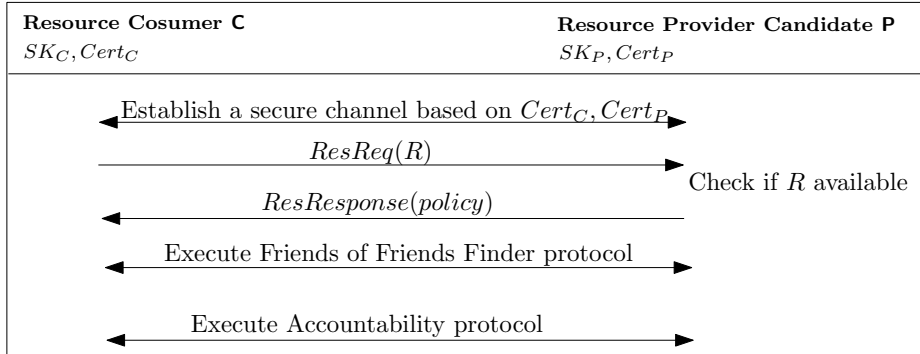 Resource Cosumer C
Resource Provider Candidate P
SK_C, Cert_C
SK_P, Cert_P
Establish a secure channel based on Cert_C, Cert_P
ResReq(R)
Check if R available
ResResponse(policy)
Execute Friends of Friends Finder protocol
Execute Accountability protocol